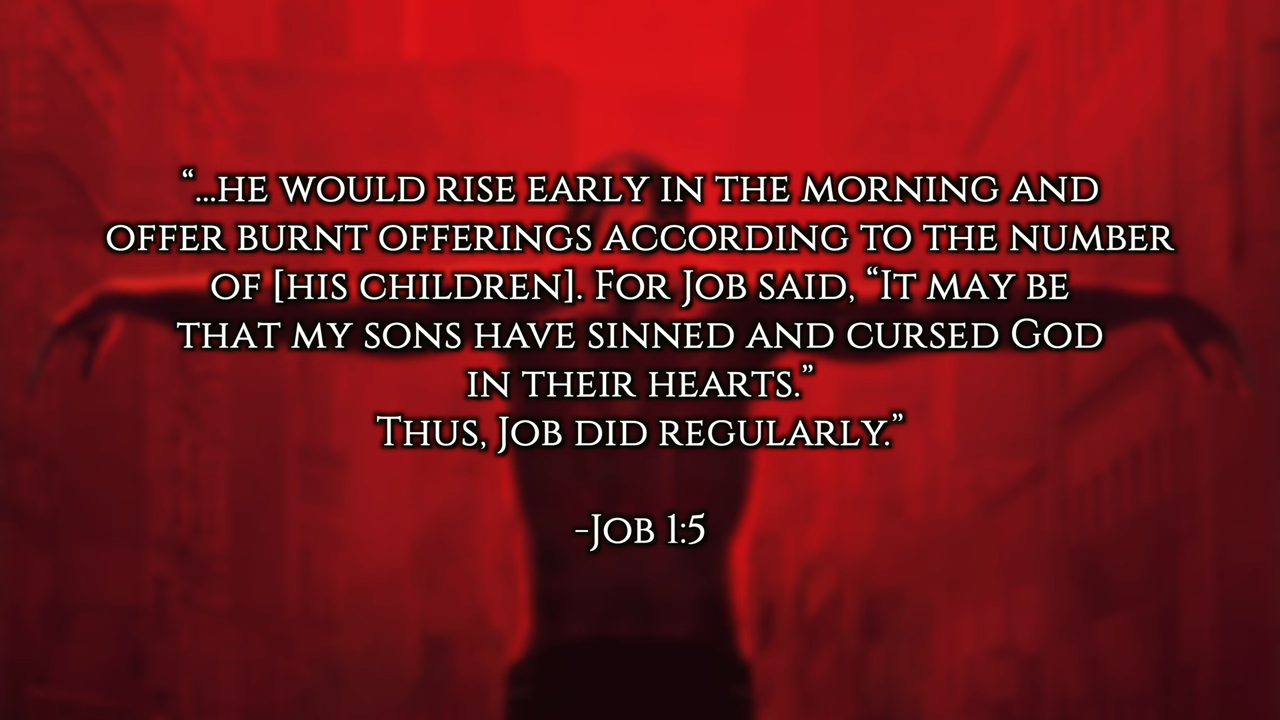 “…he would rise early in the morning and
offer burnt offerings according to the number
of [his children]. For Job said, “It may be
that my sons have sinned and cursed God
in their hearts.”
Thus, Job did regularly.”
-Job 1:5